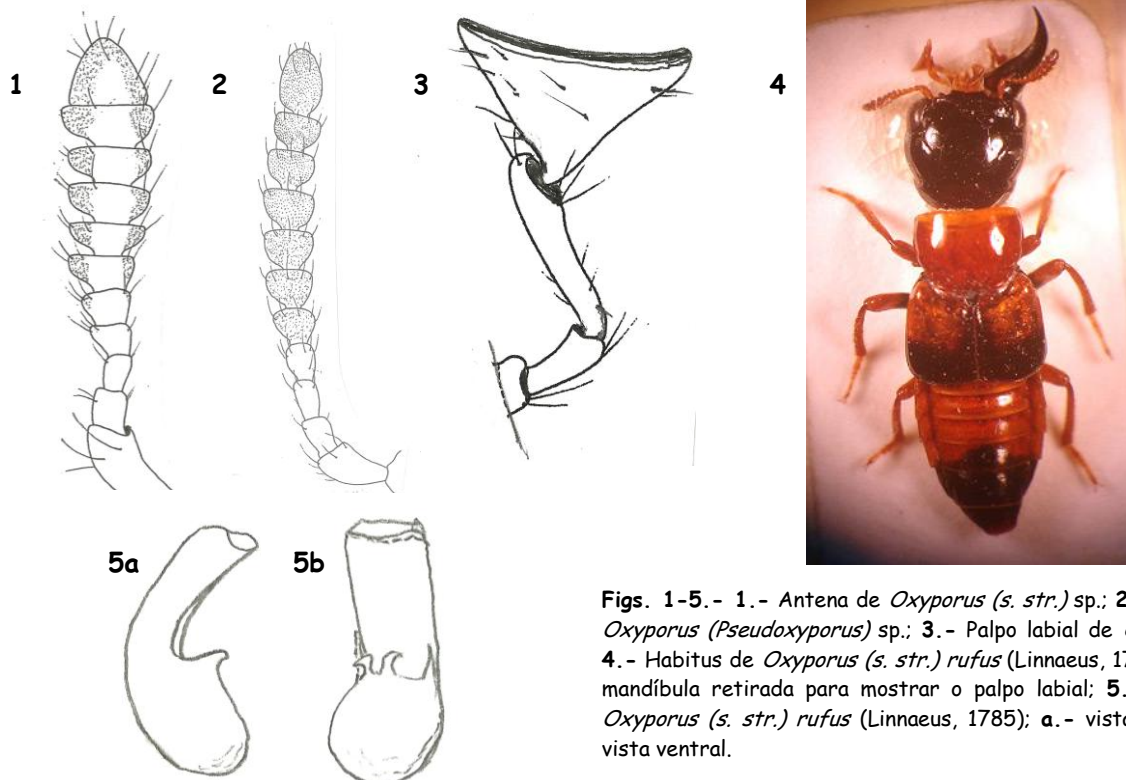 1
2
3
4
5a
5b
Figs. 1-5.- 1.- Antena de Oxyporus (s. str.) sp.; 2
Oxyporus (Pseudoxyporus) sp.; 3.- Palpo labial de
4.- Habitus de Oxyporus (s. str.) rufus (Linnaeus, 17
mandíbula retirada para mostrar o palpo labial; 5.
Oxyporus (s. str.) rufus (Linnaeus, 1785); a.- vista
vista ventral.